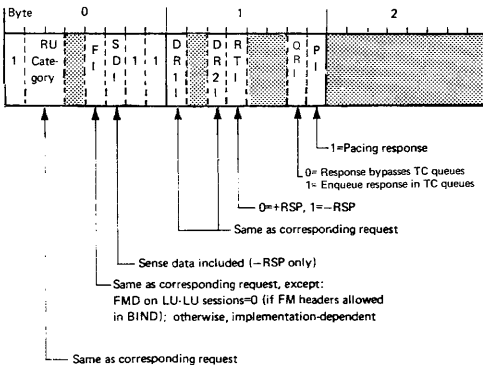 Byte 0 1 2
1 RU Cate- gory F I S D I 1 1 D R 1 I D R 2 I R T I Q R I P I
1=Pacing response
0= Response bypasses TC queues
1= Enqueue response in TC queues
0=+RSP, 1=−RSP
Same as corresponding request
Sense data included (−RSP only)
Same as corresponding request, except:
FMD on LU-LU sessions=0 (if FM headers allowed
in BIND); otherwise, implementation-dependent
Same as corresponding request